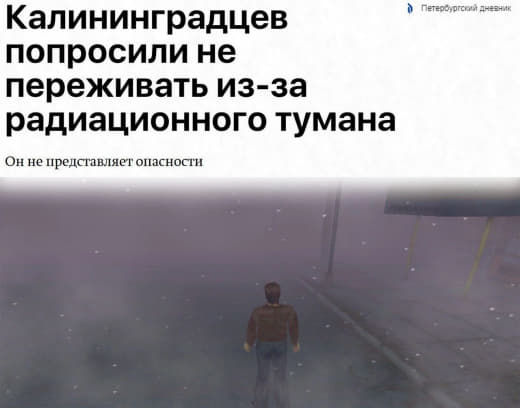 Калининградцев
попросили не
переживать из-за
радиационного тумана
Петербургский дневник
Он не представляет опасности